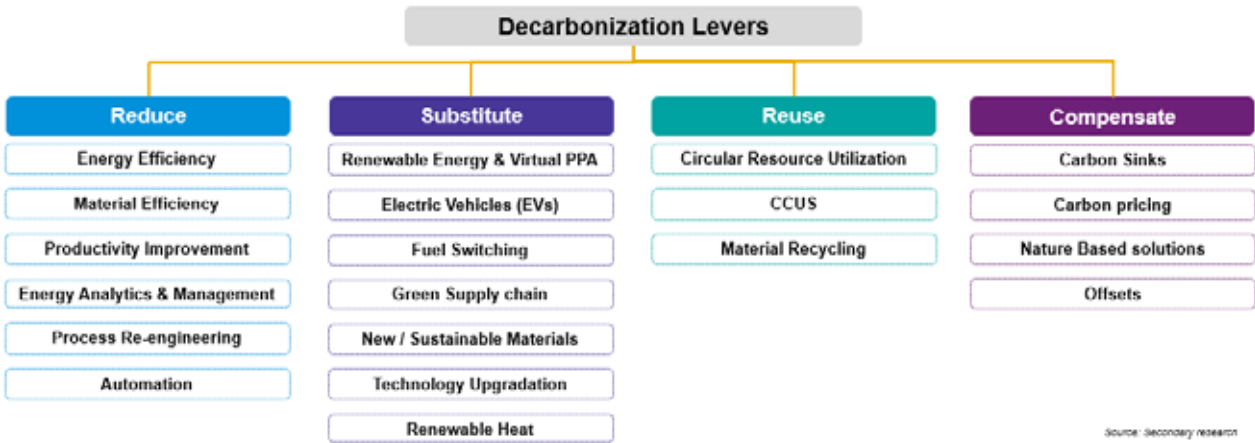 Decarbonization Levers
Reduce
Energy Efficiency
Material Efficiency
Productivity Improvement
Energy Analytics & Management
Process Re-engineering
Automation
Substitute
Renewable Energy & Virtual PPA
Electric Vehicles (EVs)
Fuel Switching
Green Supply chain
New / Sustainable Materials
Technology Upgradation
Renewable Heat
Reuse
Circular Resource Utilization
CCUS
Material Recycling
Compensate
Carbon Sinks
Carbon pricing
Nature Based solutions
Offsets
Source: Secondary research